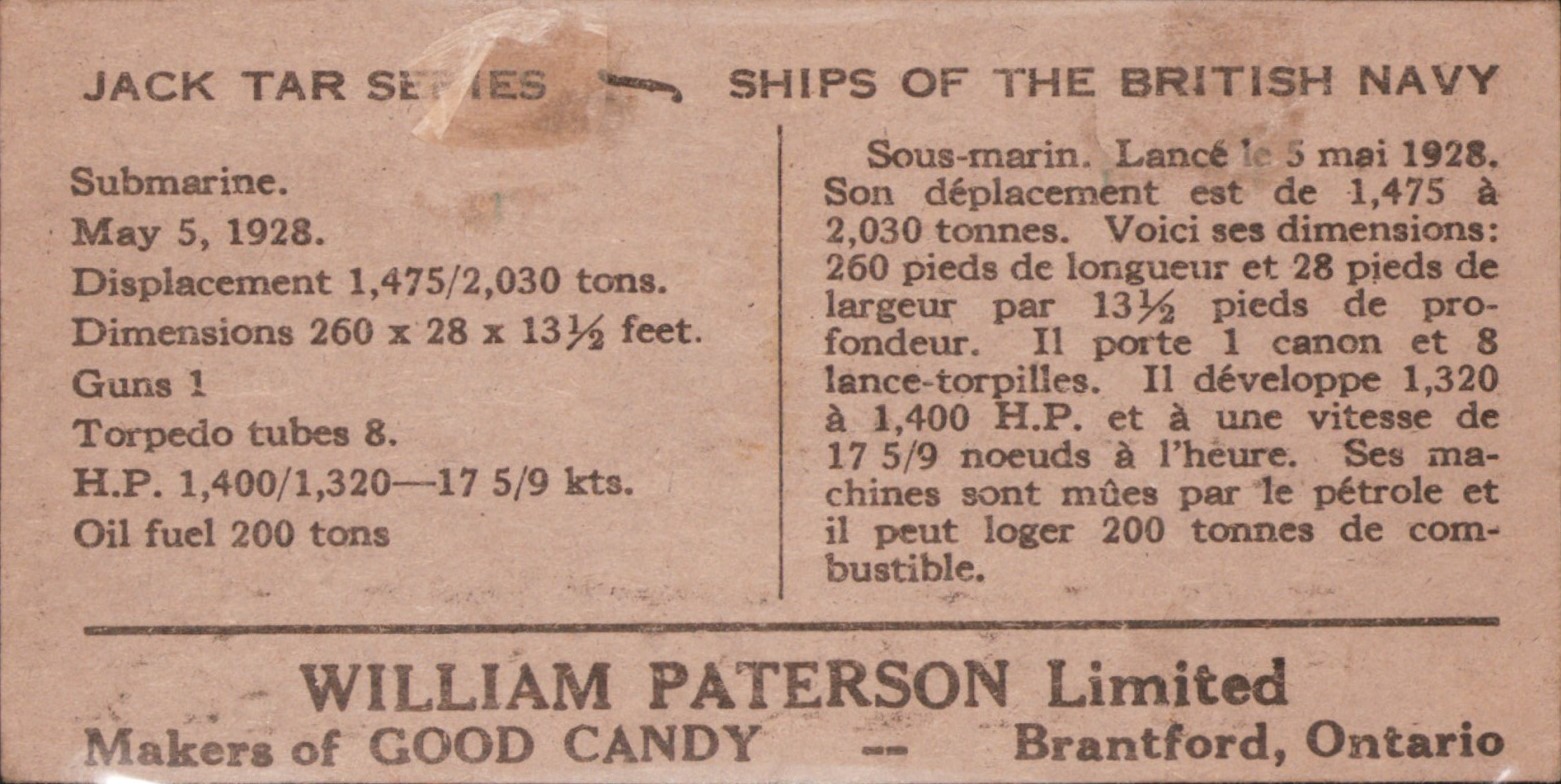 JACK TAR SERIES — SHIPS OF THE BRITISH NAVY
Submarine.
May 5, 1928.
Displacement 1,475/2,030 tons.
Dimensions 260 x 28 x 13½ feet.
Guns 1
Torpedo tubes 8.
H.P. 1,400/1,320—17 5/9 kts.
Oil fuel 200 tons
Sous-marin. Lancé le 5 mai 1928.
Son déplacement est de 1,475 à
2,030 tonnes. Voici ses dimensions:
260 pieds de longueur et 28 pieds de
largeur par 13½ pieds de pro-
fondeur. Il porte 1 canon et 8
lance-torpilles. Il développe 1,320
à 1,400 H.P. et à une vitesse de
17 5/9 noeuds à l'heure. Ses ma-
chines sont mûes par le pétrole et
il peut loger 200 tonnes de com-
bustible.
WILLIAM PATERSON Limited
Makers of GOOD CANDY -- Brantford, Ontario